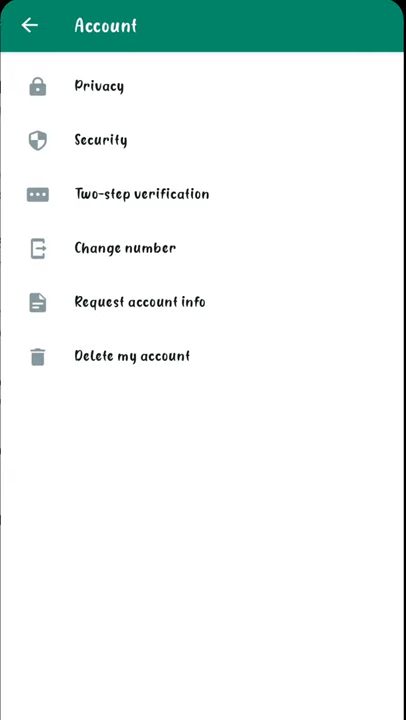 Account
Privacy
Security
Two-step verification
Change number
Request account info
Delete my account